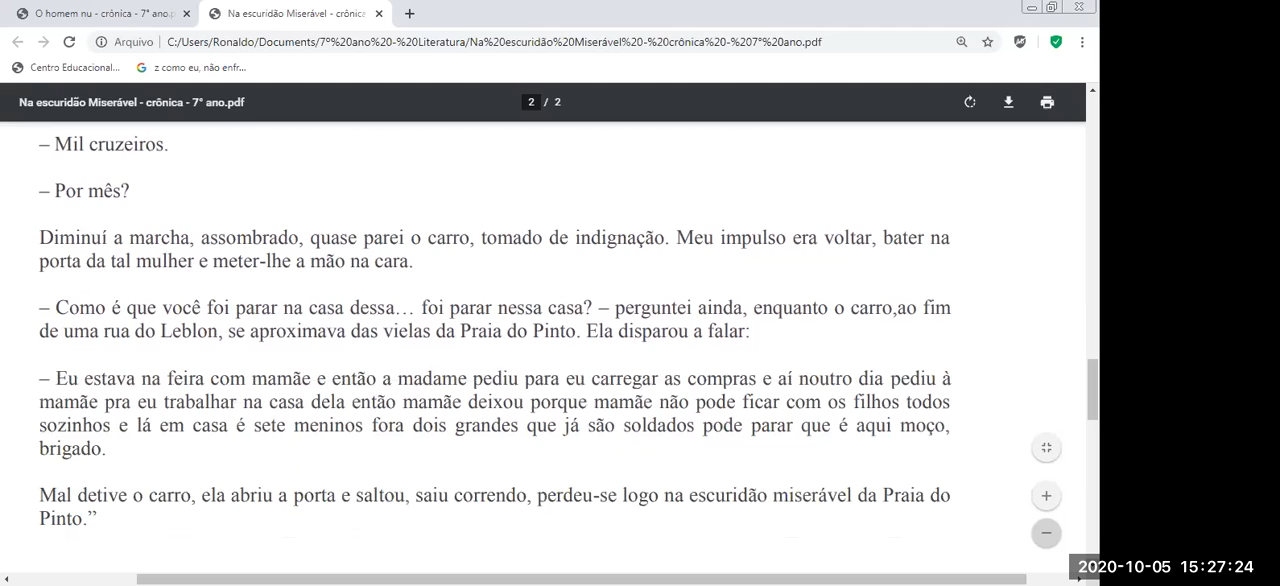 O homem nu - crônica - 7° ano.p
Na escuridão Miserável - crônica
Arquivo
C:/Users/Ronaldo/Documents/7º%20ano%20-%20Literatura/Na%20escuridão%20Miserável%20-%20crônica%20-%207°%20ano.pdf
Centro Educacional...
z como eu, não enfr...
Na escuridão Miserável - crônica - 7° ano.pdf
2 / 2
– Mil cruzeiros.
– Por mês?
Diminuí a marcha, assombrado, quase parei o carro, tomado de indignação. Meu impulso era voltar, bater na
porta da tal mulher e meter-lhe a mão na cara.
– Como é que você foi parar na casa dessa… foi parar nessa casa? – perguntei ainda, enquanto o carro,ao fim
de uma rua do Leblon, se aproximava das vielas da Praia do Pinto. Ela disparou a falar:
– Eu estava na feira com mamãe e então a madame pediu para eu carregar as compras e aí noutro dia pediu à
mamãe pra eu trabalhar na casa dela então mamãe deixou porque mamãe não pode ficar com os filhos todos
sozinhos e lá em casa é sete meninos fora dois grandes que já são soldados pode parar que é aqui moço,
brigado.
Mal detive o carro, ela abriu a porta e saltou, saiu correndo, perdeu-se logo na escuridão miserável da Praia do
Pinto.”
2020-10-05 15:27:24